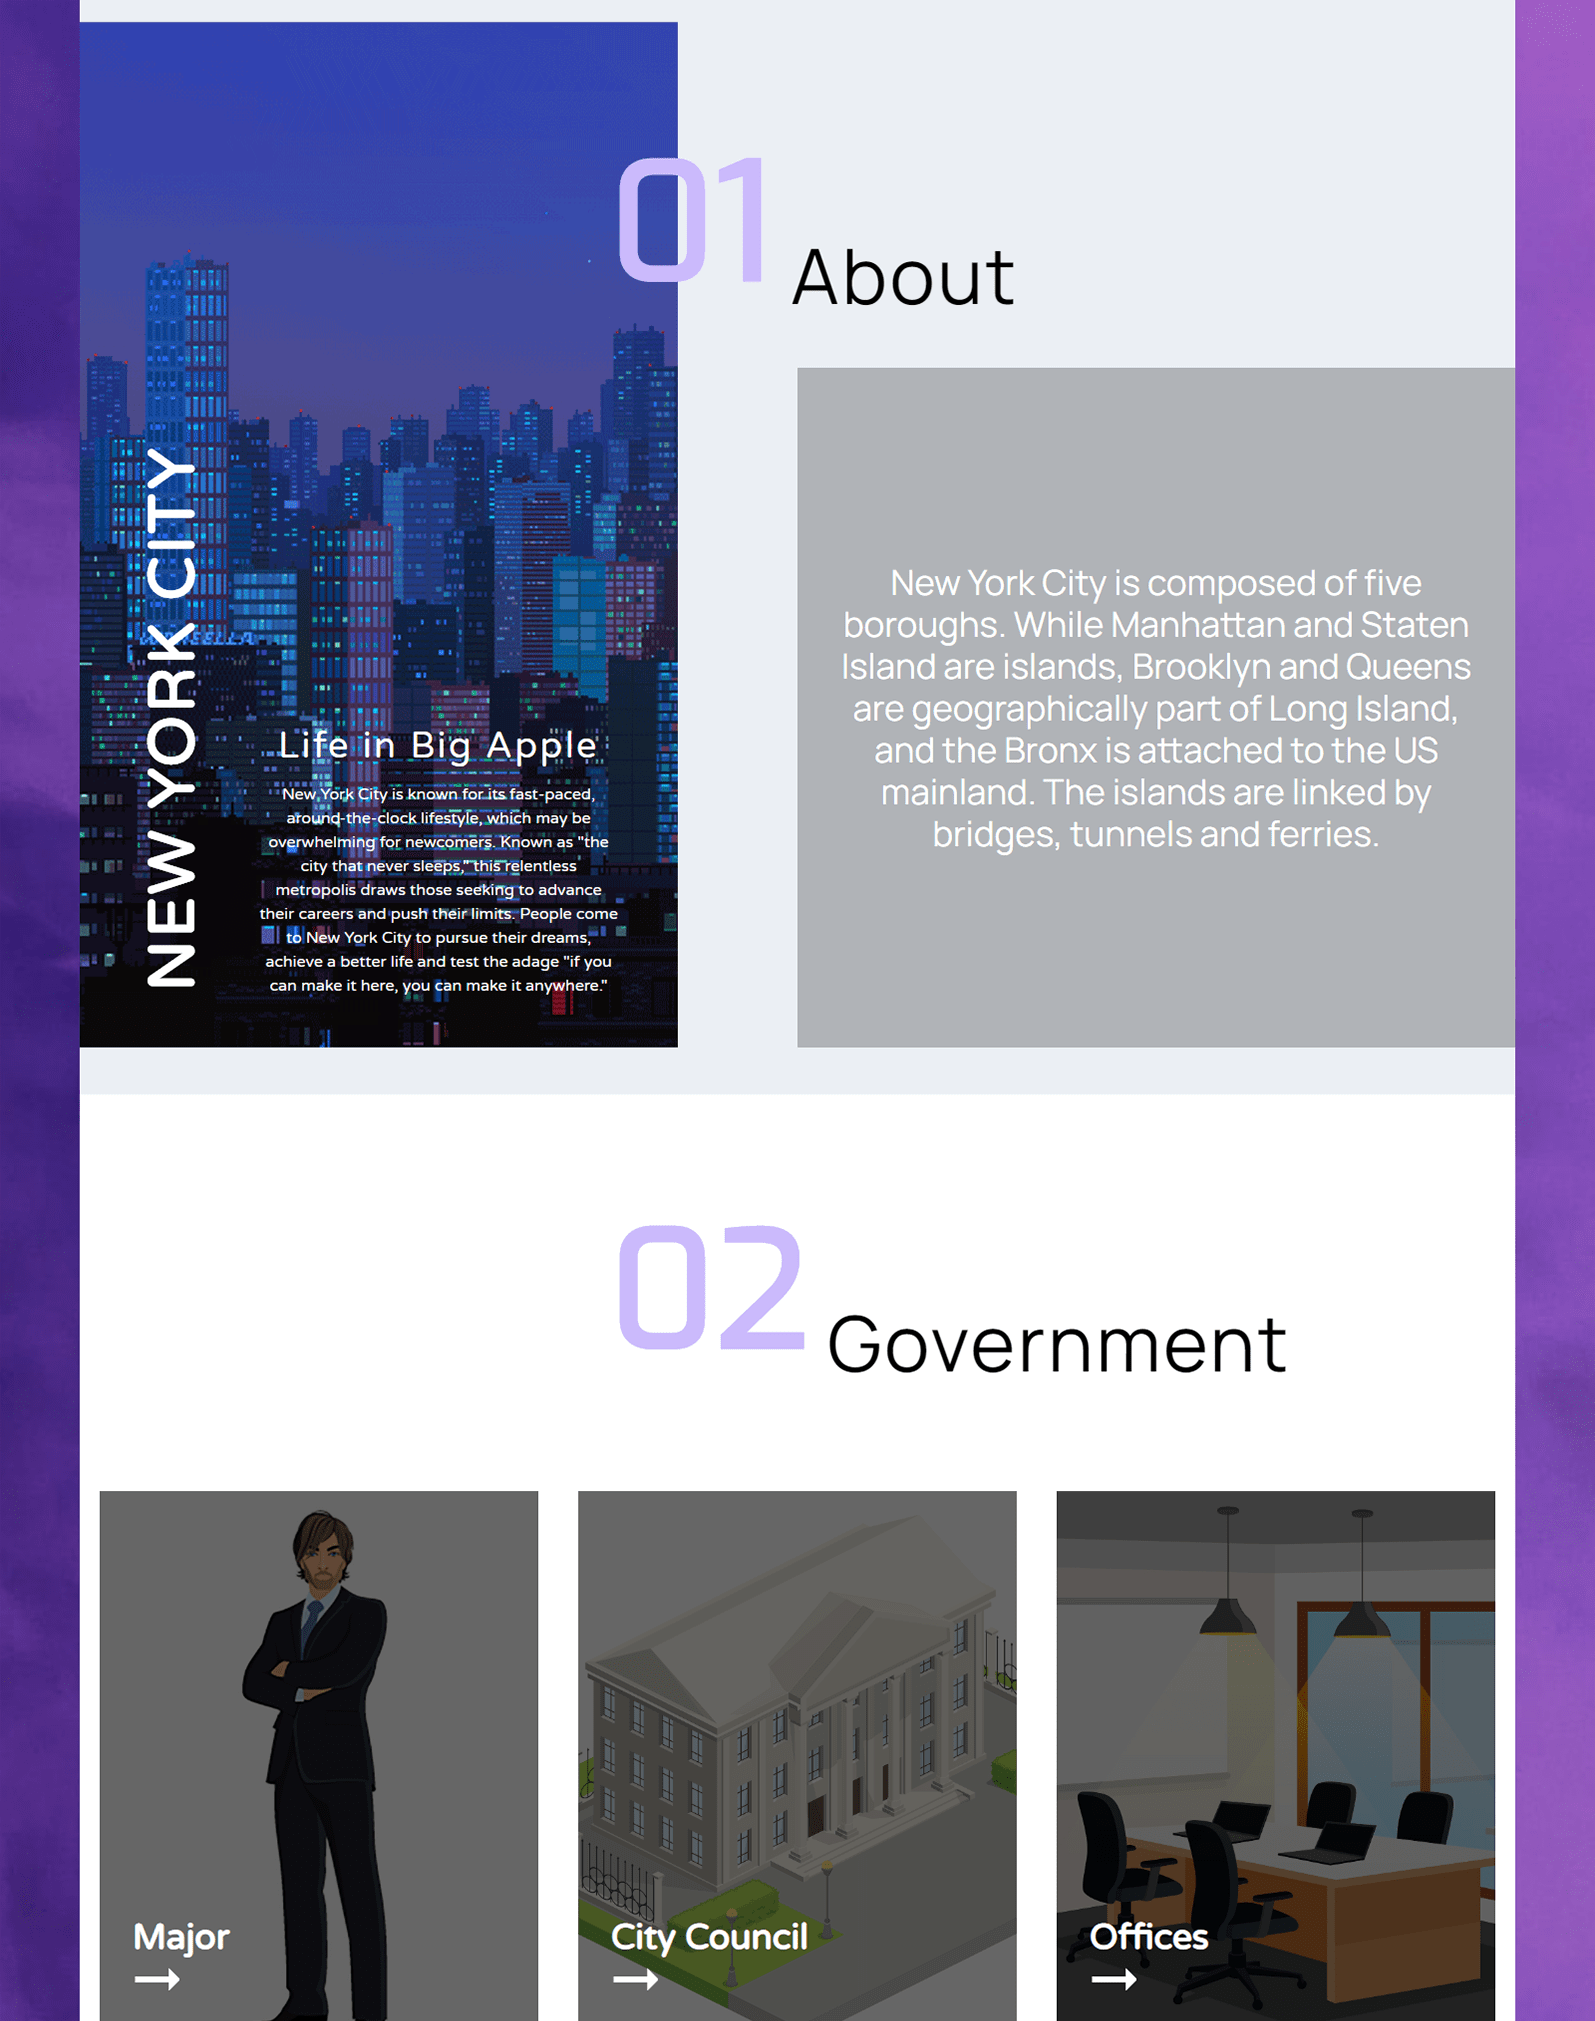 01
About
NEW YORK CITY
Life in Big Apple
New York City is known for its fast-paced,
around-the-clock lifestyle, which may be
overwhelming for newcomers. Known as "the
city that never sleeps," this relentless
metropolis draws those seeking to advance
their careers and push their limits. People come
to New York City to pursue their dreams,
achieve a better life and test the adage "if you
can make it here, you can make it anywhere."
New York City is composed of five
boroughs. While Manhattan and Staten
Island are islands, Brooklyn and Queens
are geographically part of Long Island,
and the Bronx is attached to the US
mainland. The islands are linked by
bridges, tunnels and ferries.
02
Government
Major
City Council
Offices